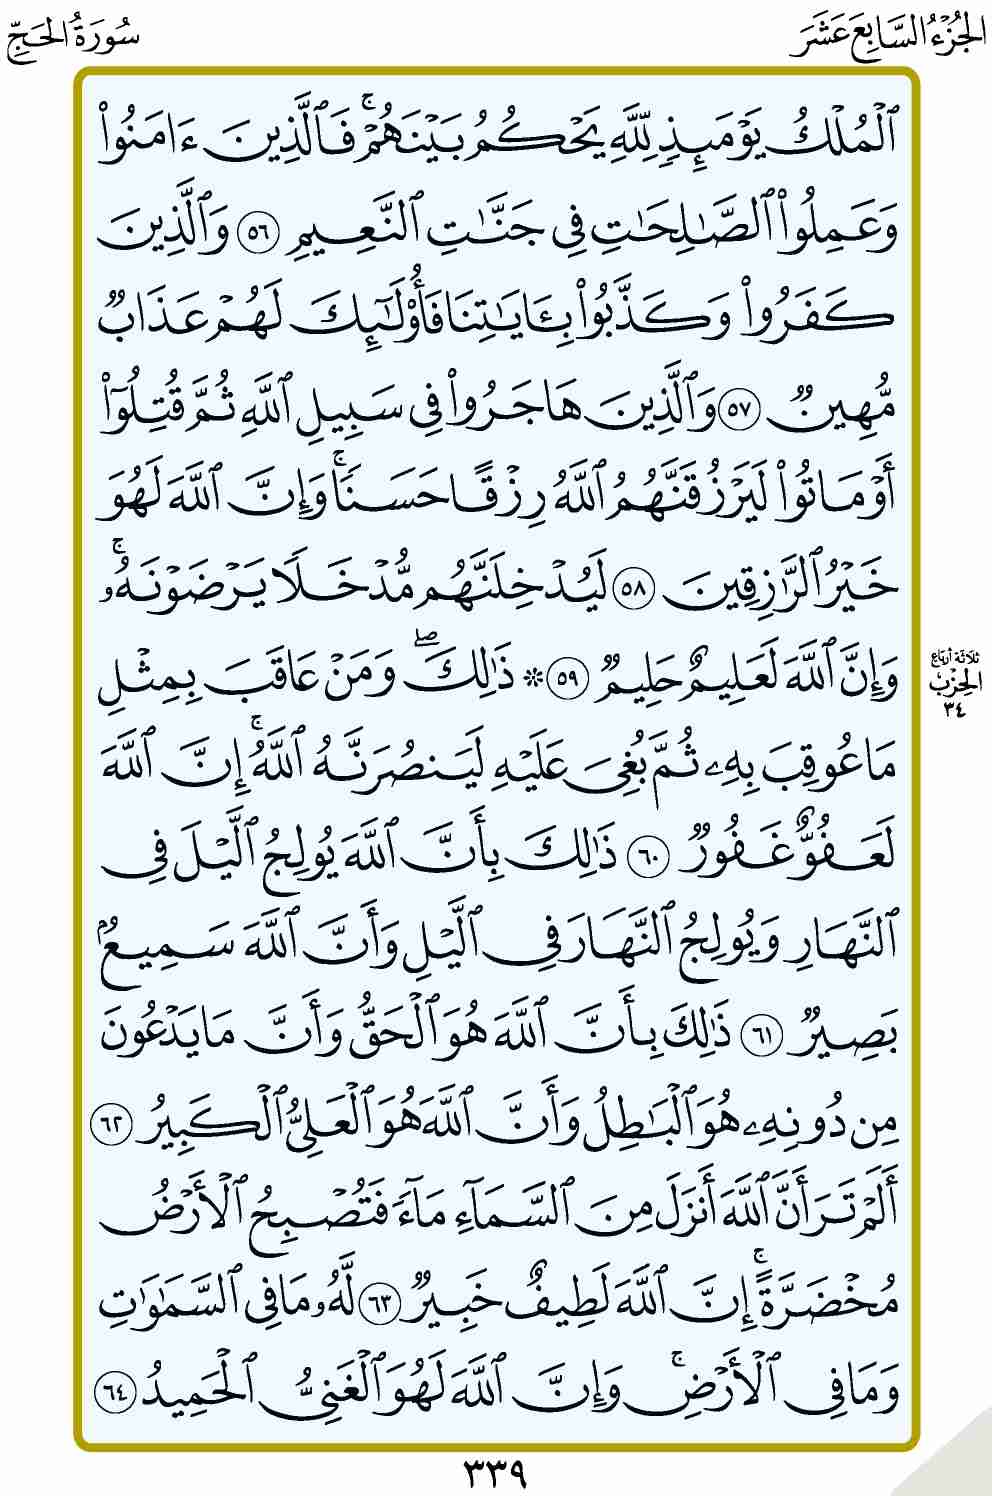 الجُزْءُ السَّابِعَ عَشَرَ
سُورَةُ الحَجِّ
ٱلْمُلْكُ يَوْمَئِذٍ لِّلَّهِ يَحْكُمُ بَيْنَهُمْ ۚ فَٱلَّذِينَ ءَامَنُوا۟
وَعَمِلُوا۟ ٱلصَّٰلِحَٰتِ فِى جَنَّٰتِ ٱلنَّعِيمِ ٥٦ وَٱلَّذِينَ
كَفَرُوا۟ وَكَذَّبُوا۟ بِـَٔايَٰتِنَا فَأُو۟لَٰٓئِكَ لَهُمْ عَذَابٌ
مُّهِينٌ ٥٧ وَٱلَّذِينَ هَاجَرُوا۟ فِى سَبِيلِ ٱللَّهِ ثُمَّ قُتِلُوٓا۟
أَوْ مَاتُوا۟ لَيَرْزُقَنَّهُمُ ٱللَّهُ رِزْقًا حَسَنًا ۚ وَإِنَّ ٱللَّهَ لَهُوَ
خَيْرُ ٱلرَّٰزِقِينَ ٥٨ لَيُدْخِلَنَّهُم مُّدْخَلًا يَرْضَوْنَهُۥ ۚ
وَإِنَّ ٱللَّهَ لَعَلِيمٌ حَلِيمٌ ٥٩ ۞ ذَٰلِكَ ۖ وَمَنْ عَاقَبَ بِمِثْلِ
ثلاثة أرباع
الحِزْب
٣٤
مَا عُوقِبَ بِهِۦ ثُمَّ بُغِىَ عَلَيْهِ لَيَنصُرَنَّهُ ٱللَّهُ ۚ إِنَّ ٱللَّهَ
لَعَفُوٌّ غَفُورٌ ٦٠ ذَٰلِكَ بِأَنَّ ٱللَّهَ يُولِجُ ٱلَّيْلَ فِى
ٱلنَّهَارِ وَيُولِجُ ٱلنَّهَارَ فِى ٱلَّيْلِ وَأَنَّ ٱللَّهَ سَمِيعٌۢ
بَصِيرٌ ٦١ ذَٰلِكَ بِأَنَّ ٱللَّهَ هُوَ ٱلْحَقُّ وَأَنَّ مَا يَدْعُونَ
مِن دُونِهِۦ هُوَ ٱلْبَٰطِلُ وَأَنَّ ٱللَّهَ هُوَ ٱلْعَلِىُّ ٱلْكَبِيرُ ٦٢
أَلَمْ تَرَ أَنَّ ٱللَّهَ أَنزَلَ مِنَ ٱلسَّمَآءِ مَآءً فَتُصْبِحُ ٱلْأَرْضُ
مُخْضَرَّةً ۗ إِنَّ ٱللَّهَ لَطِيفٌ خَبِيرٌ ٦٣ لَّهُۥ مَا فِى ٱلسَّمَٰوَٰتِ
وَمَا فِى ٱلْأَرْضِ ۚ وَإِنَّ ٱللَّهَ لَهُوَ ٱلْغَنِىُّ ٱلْحَمِيدُ ٦٤
٣٣٩